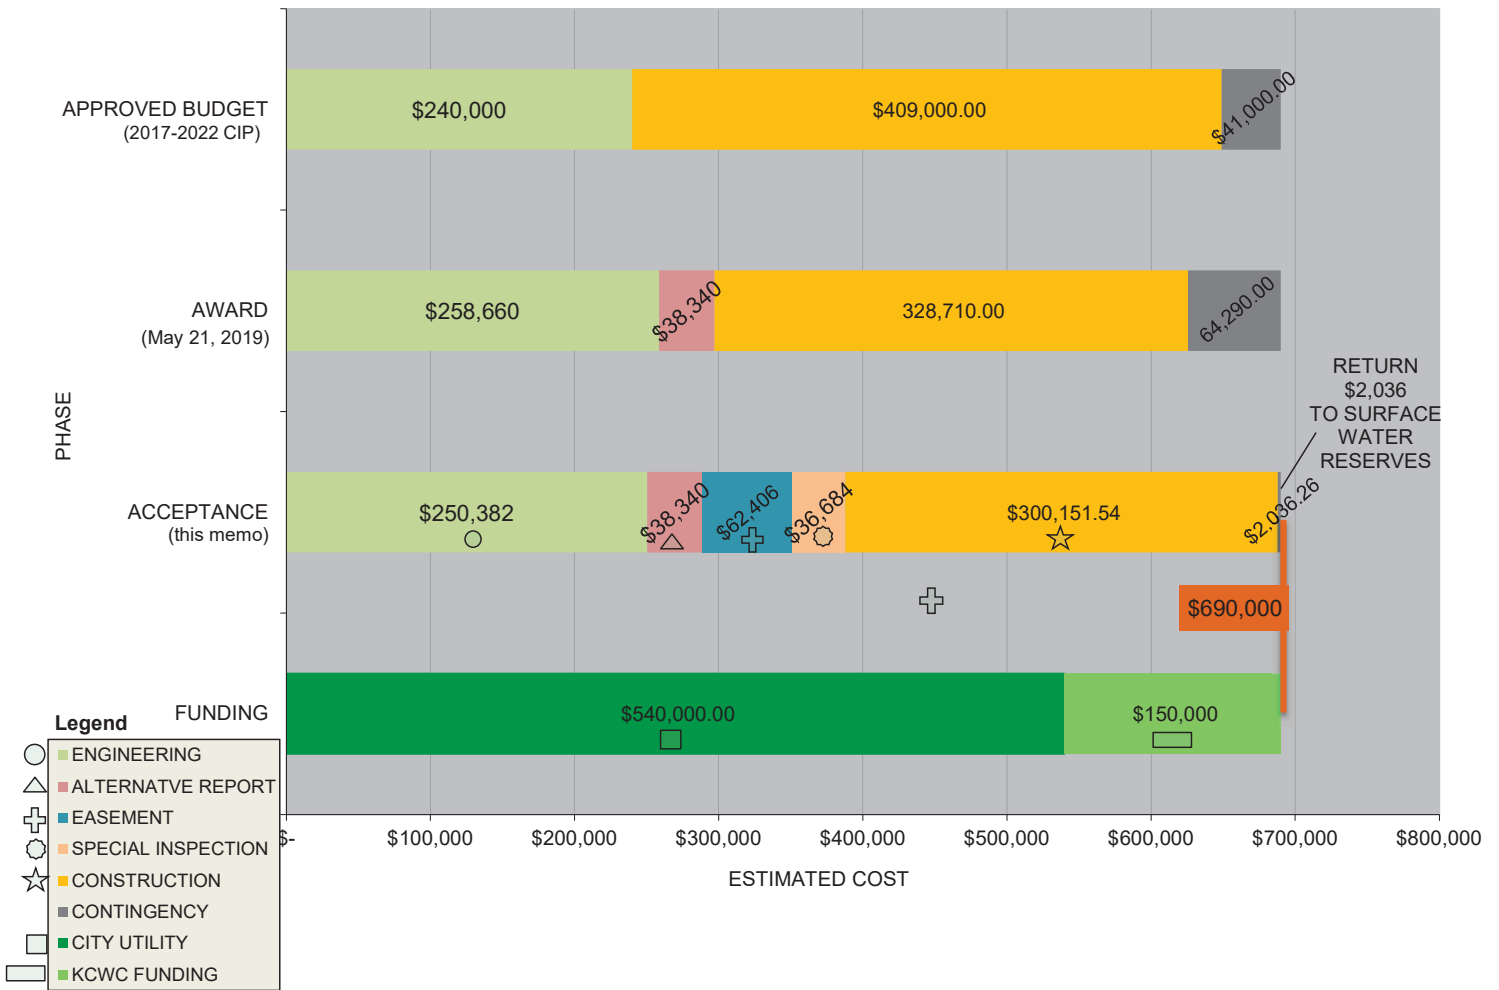 APPROVED BUDGET
(2017-2022 CIP)
$240,000
$409,000.00
$41,000.00
AWARD
(May 21, 2019)
$258,660
$38,340
328,710.00
64,290.00
RETURN
$2,036
TO SURFACE
WATER
RESERVES
PHASE
ACCEPTANCE
(this memo)
$250,382
$38,340
$62,406
$36,684
$300,151.54
$2,036.26
$690,000
FUNDING
$540,000.00
$150,000
$-
$100,000
$200,000
$300,000
$400,000
$500,000
$600,000
$700,000
$800,000
ESTIMATED COST
Legend
ENGINEERING
ALTERNATVE REPORT
EASEMENT
SPECIAL INSPECTION
CONSTRUCTION
CONTINGENCY
CITY UTILITY
KCWC FUNDING